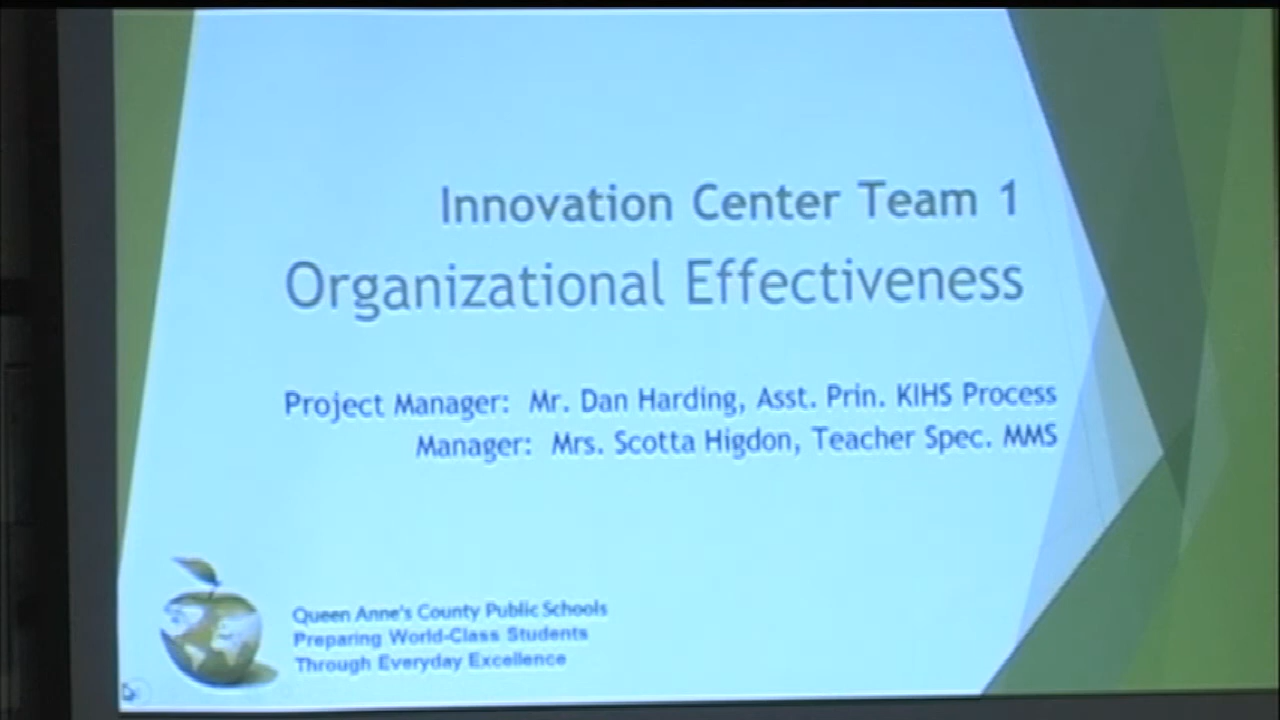 Innovation Center Team 1
Organizational Effectiveness
Project Manager: Mr. Dan Harding, Asst. Prin. KIHS Process
Manager: Mrs. Scotta Higdon, Teacher Spec. MMS
Queen Anne's County Public Schools
Preparing World-Class Students
Through Everyday Excellence